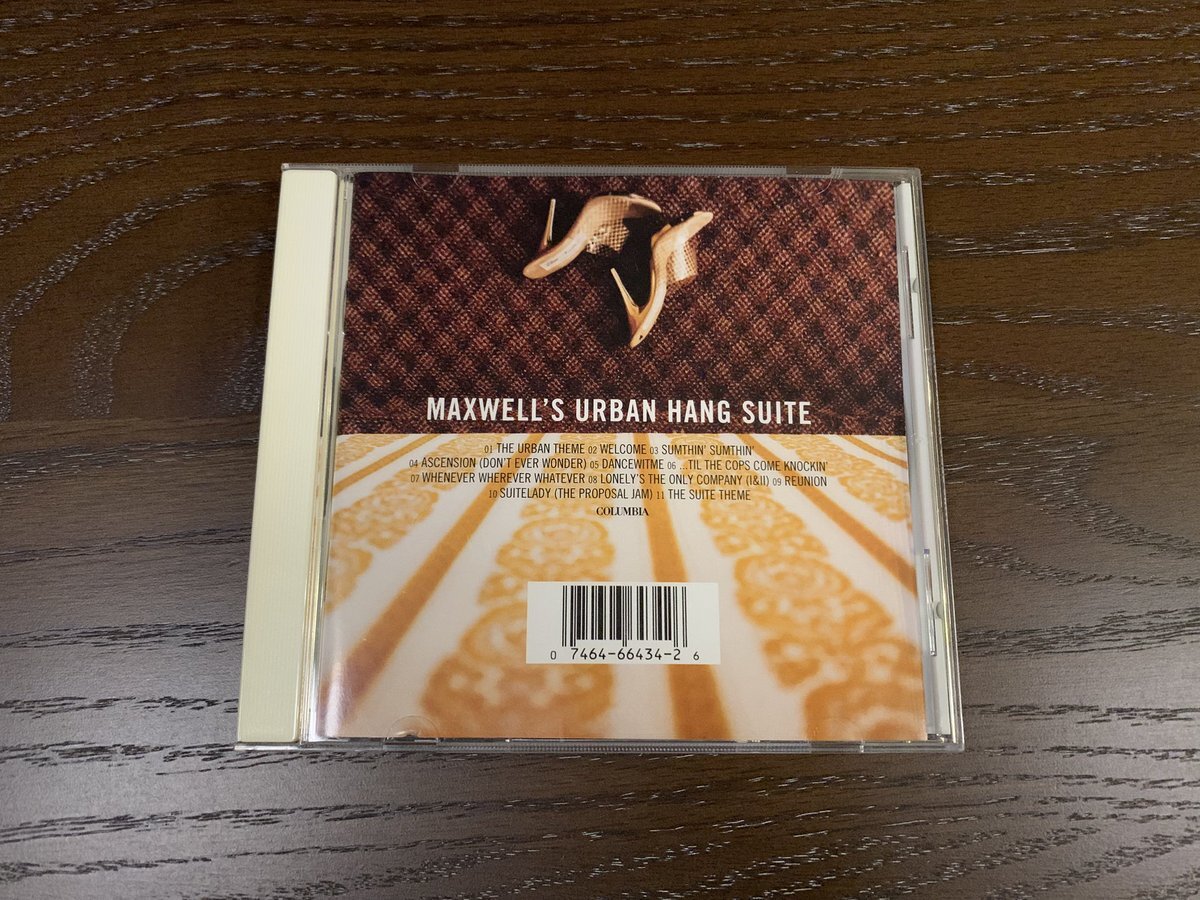 MAXWELL'S URBAN HANG SUITE
01 THE URBAN THEME 02 WELCOME 03 SUMTHIN' SUMTHIN'
04 ASCENSION (DON'T EVER WONDER) 05 DANCEWITME 06 ...TIL THE COPS COME KNOCKIN'
07 WHENEVER WHEREVER WHATEVER 08 LONELY'S THE ONLY COMPANY (I&II) 09 REUNION
10 SUITELADY (THE PROPOSAL JAM) 11 THE SUITE THEME
COLUMBIA
0 7464-66434-2 6